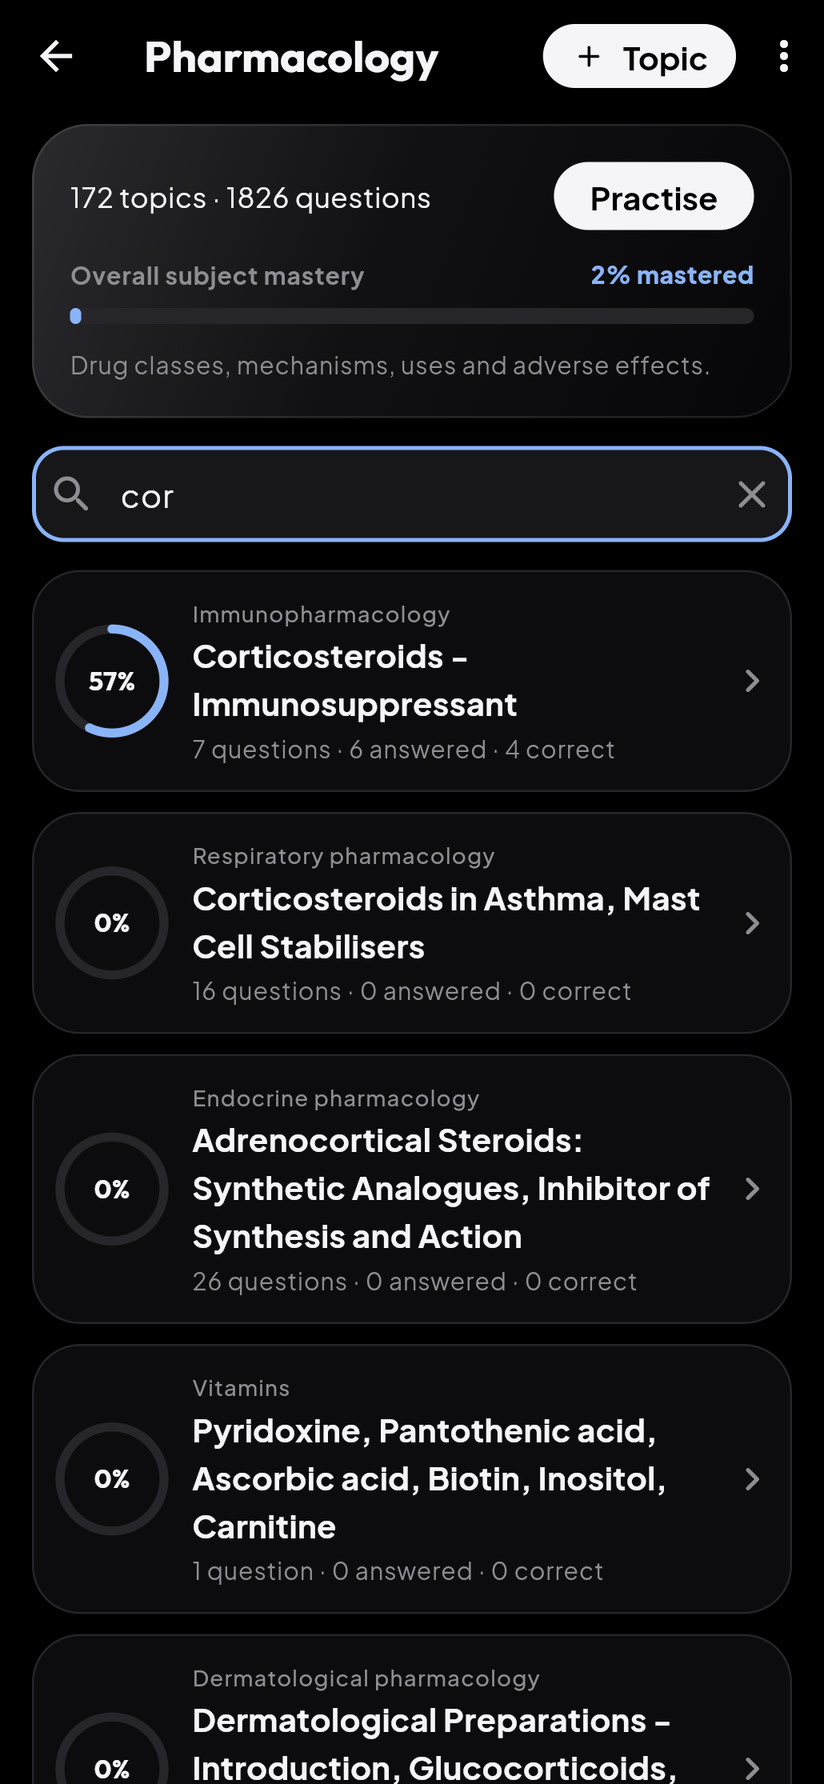 Pharmacology
+ Topic
172 topics · 1826 questions
Practise
Overall subject mastery
2% mastered
Drug classes, mechanisms, uses and adverse effects.
cor
57%
Immunopharmacology
Corticosteroids –
Immunosuppressant
7 questions · 6 answered · 4 correct
0%
Respiratory pharmacology
Corticosteroids in Asthma, Mast
Cell Stabilisers
16 questions · 0 answered · 0 correct
0%
Endocrine pharmacology
Adrenocortical Steroids:
Synthetic Analogues, Inhibitor of
Synthesis and Action
26 questions · 0 answered · 0 correct
0%
Vitamins
Pyridoxine, Pantothenic acid,
Ascorbic acid, Biotin, Inositol,
Carnitine
1 question · 0 answered · 0 correct
0%
Dermatological pharmacology
Dermatological Preparations –
Introduction, Glucocorticoids,